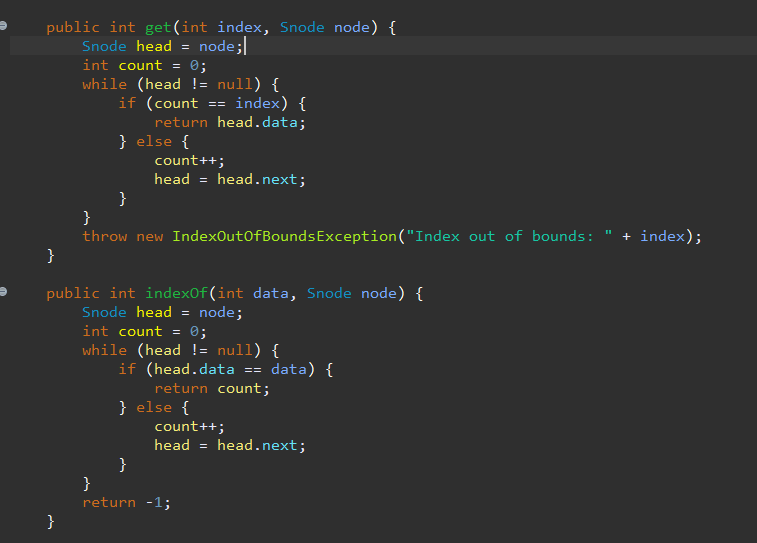 public int get(int index, Snode node) {
    Snode head = node;
    int count = 0;
    while (head != null) {
        if (count == index) {
            return head.data;
        } else {
            count++;
            head = head.next;
        }
    }
    throw new IndexOutOfBoundsException("Index out of bounds: " + index);
}

public int indexOf(int data, Snode node) {
    Snode head = node;
    int count = 0;
    while (head != null) {
        if (head.data == data) {
            return count;
        } else {
            count++;
            head = head.next;
        }
    }
    return -1;
}